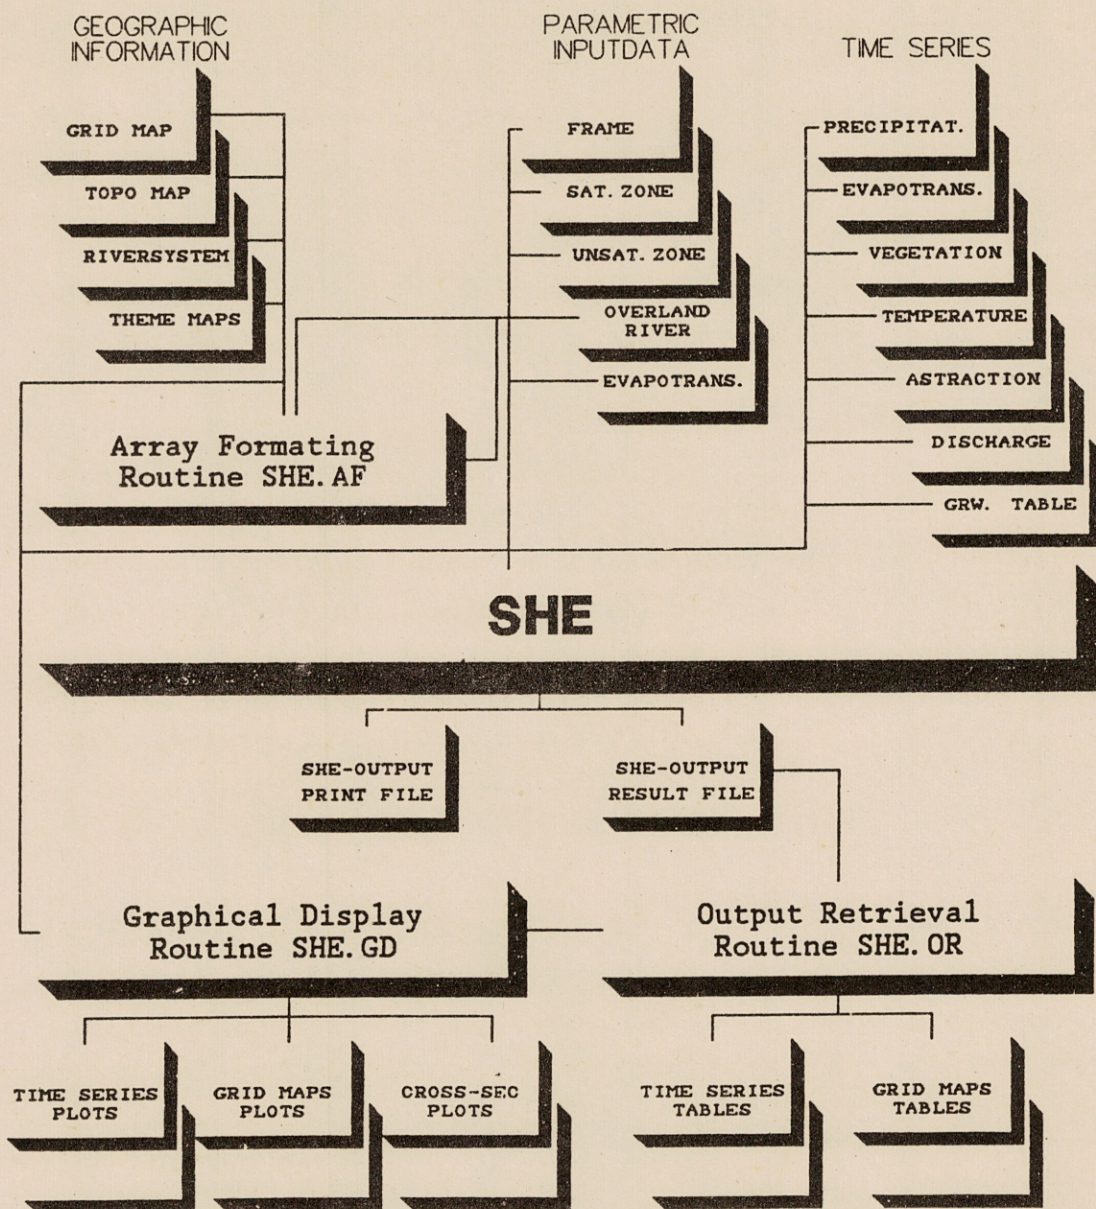 GEOGRAPHIC
INFORMATION
GRID MAP
TOPO MAP
RIVERSYSTEM
THEME MAPS
PARAMETRIC
INPUTDATA
FRAME
SAT. ZONE
UNSAT. ZONE
OVERLAND
RIVER
EVAPOTRANS.
TIME SERIES
PRECIPITAT.
EVAPOTRANS.
VEGETATION
TEMPERATURE
ASTRACTION
DISCHARGE
GRW. TABLE
Array Formating
Routine SHE. AF
SHE
SHE-OUTPUT
PRINT FILE
SHE-OUTPUT
RESULT FILE
Graphical Display
Routine SHE. GD
Output Retrieval
Routine SHE. OR
TIME SERIES
PLOTS
GRID MAPS
PLOTS
CROSS-SEC
PLOTS
TIME SERIES
TABLES
GRID MAPS
TABLES